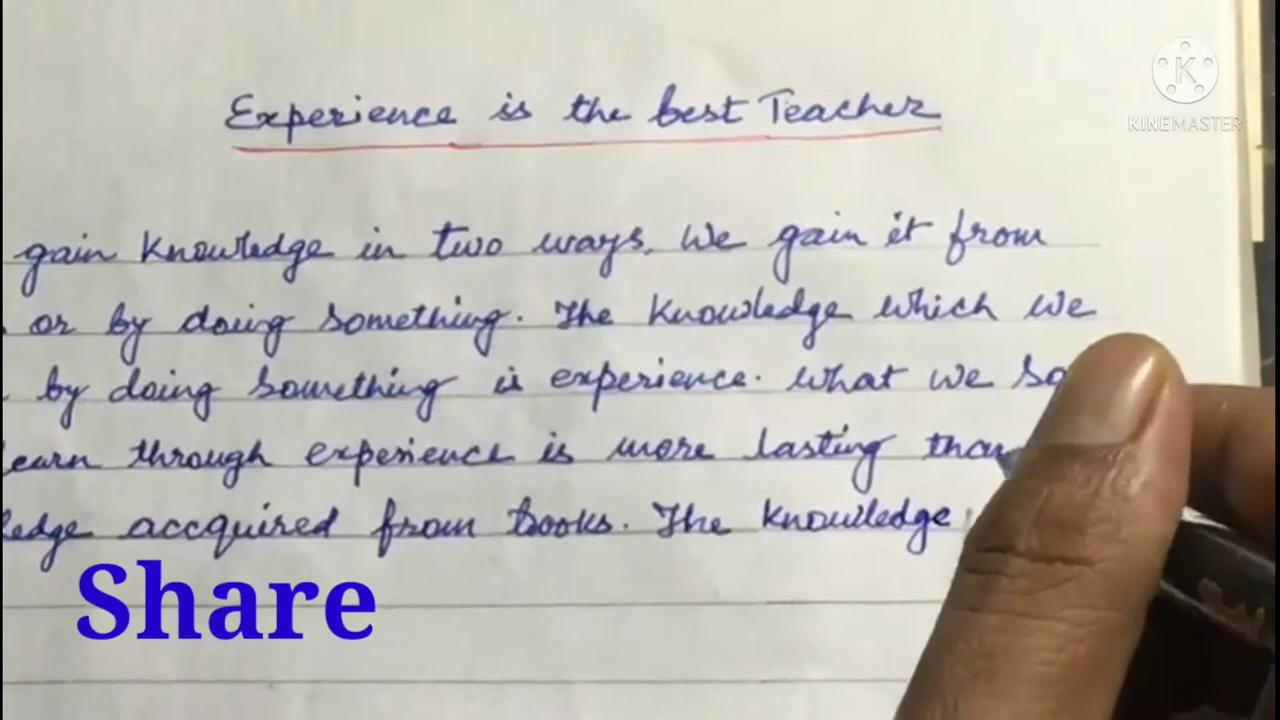 Experience is the best Teacher
gain knowledge in two ways. We gain it from
or by doing something. The knowledge which we
by doing something is experience. What we so
learn through experience is more lasting than
ledge accquired from books. The knowledge
Share
K
KINEMASTER